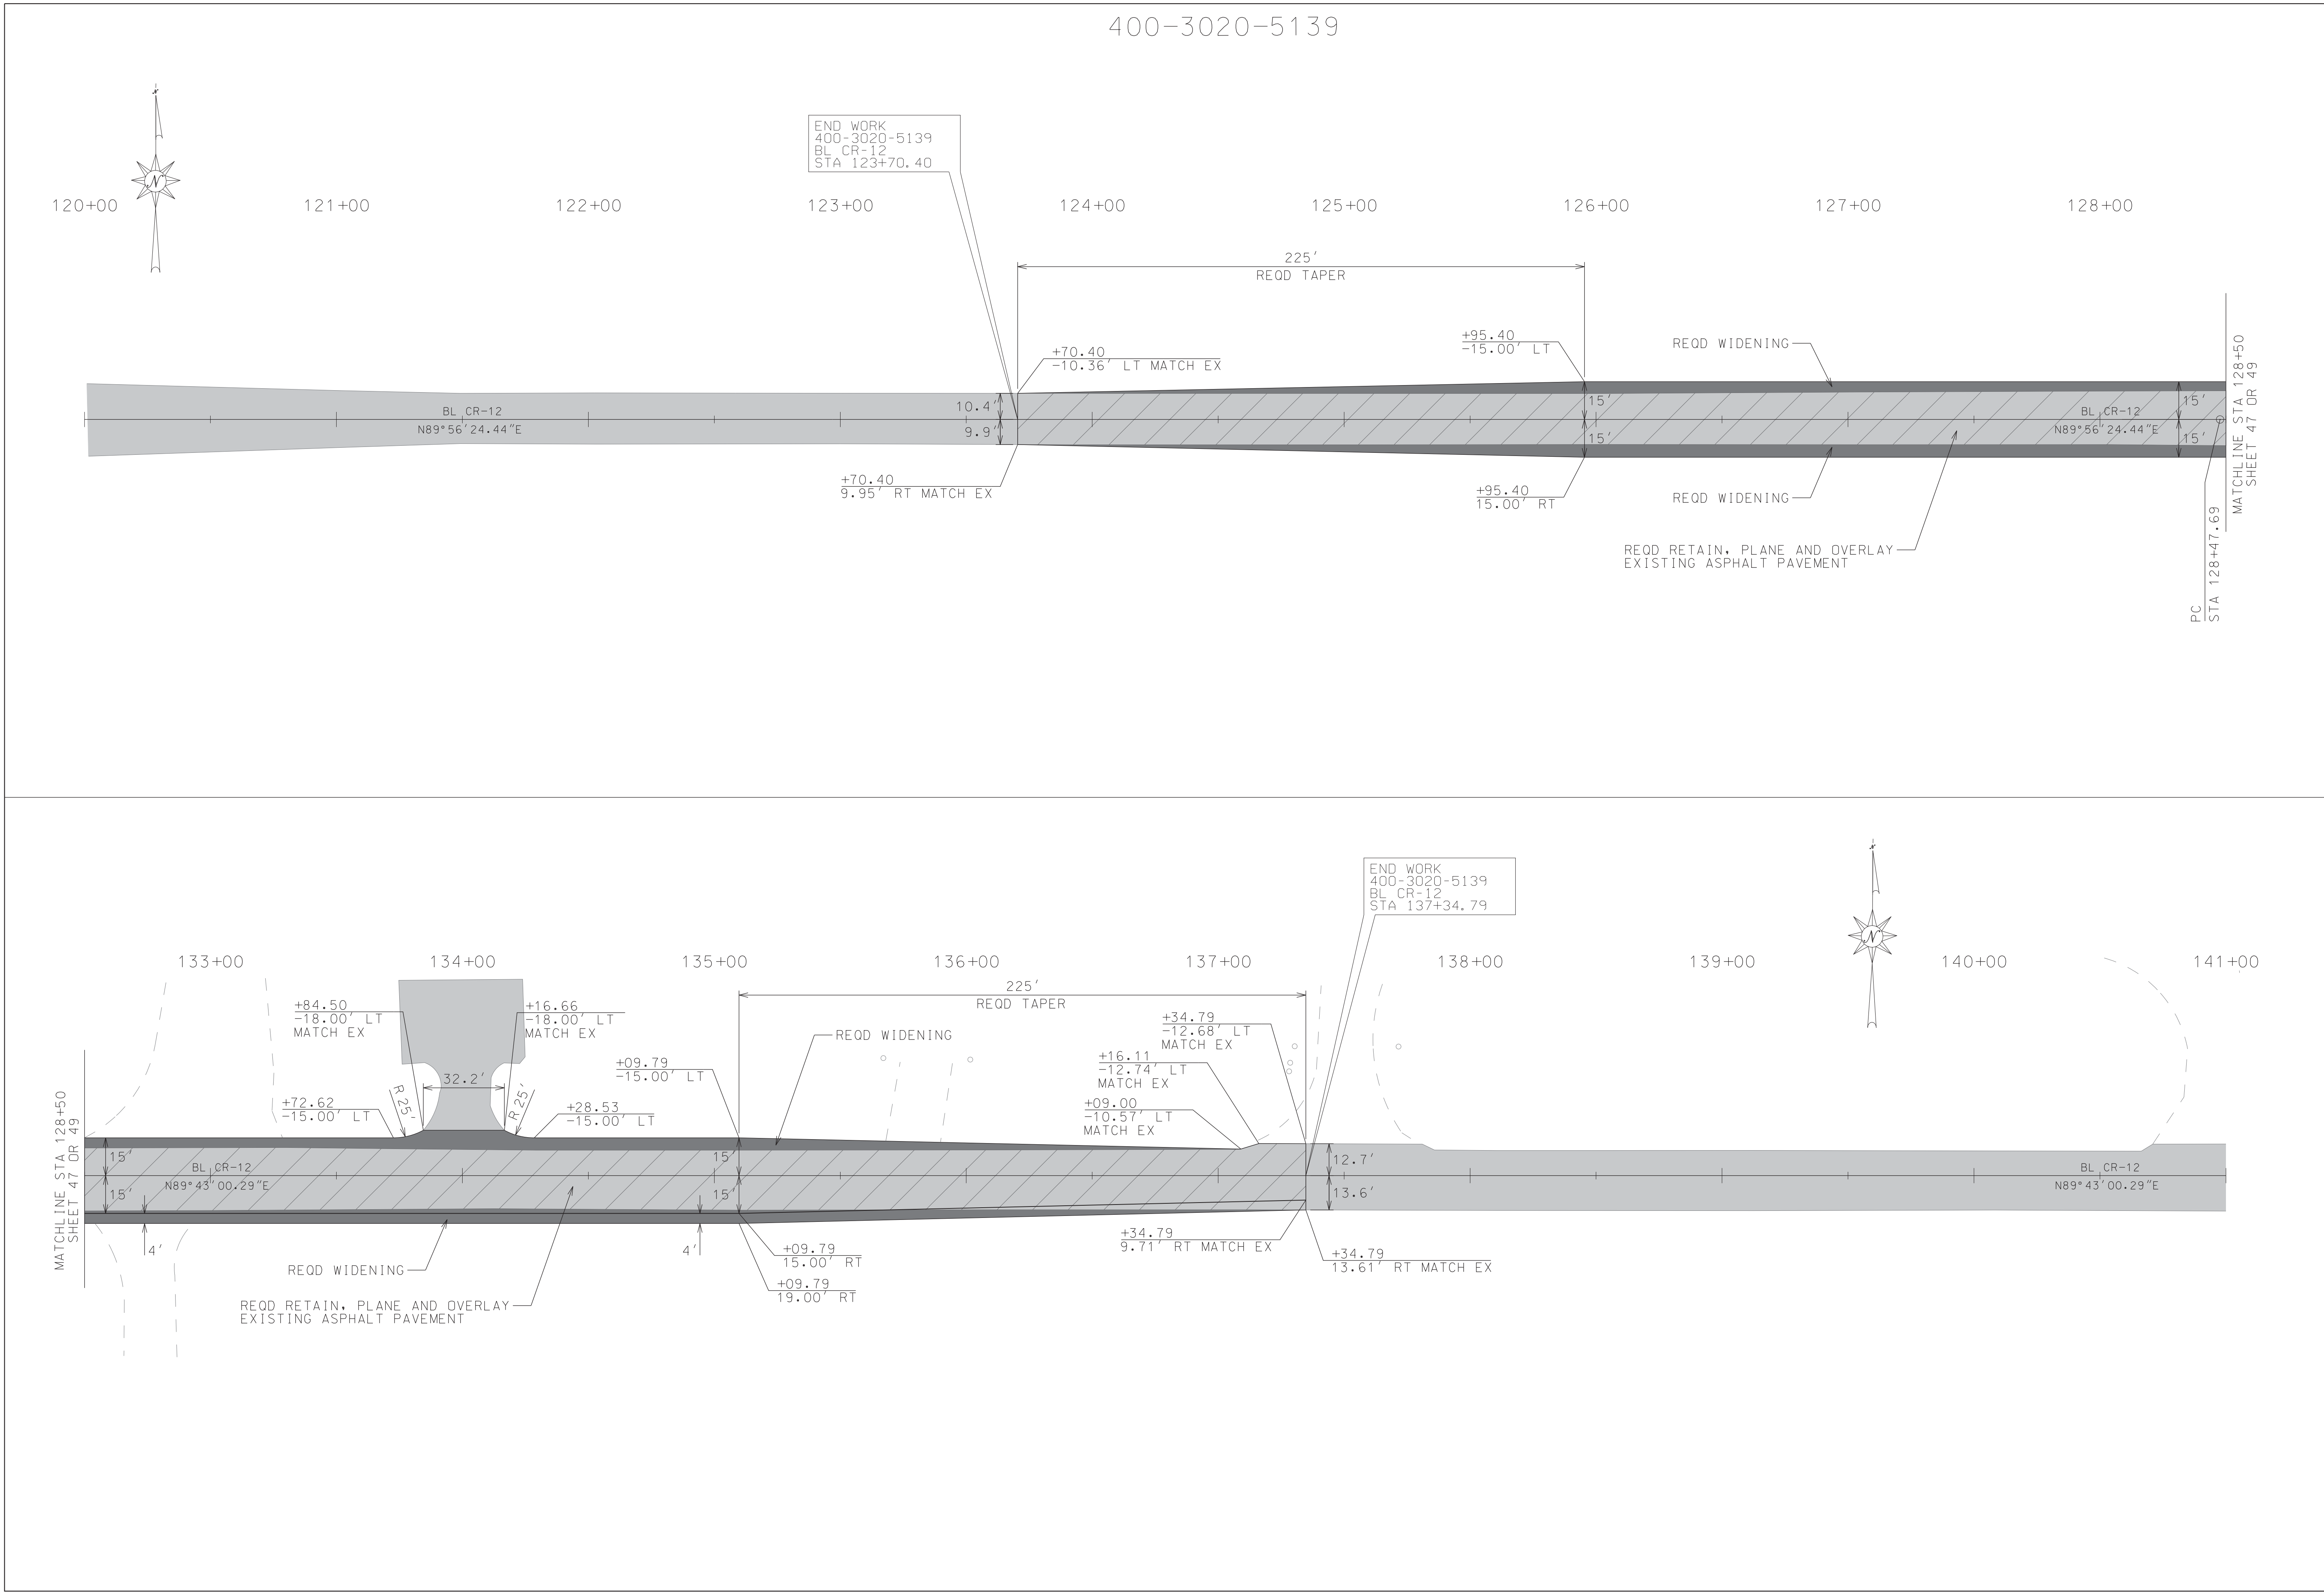 400-3020-5139
N
END WORK
400-3020-5139
BL CR-12
STA 123+70.40
120+00 121+00 122+00 123+00 124+00 125+00 126+00 127+00 128+00
225'
REQD TAPER
+70.40
-10.36' LT MATCH EX
+95.40
-15.00' LT
REQD WIDENING
10.4'
9.9'
15'
15'
15'
15'
BL CR-12
N89°56'24.44"E
BL CR-12
N89°56'24.44"E
+70.40
9.95' RT MATCH EX
+95.40
15.00' RT
REQD WIDENING
REQD RETAIN, PLANE AND OVERLAY
EXISTING ASPHALT PAVEMENT
MATCHLINE STA 128+50
SHEET 47 OR 49
PC
STA 128+47.69
END WORK
400-3020-5139
BL CR-12
STA 137+34.79
N
133+00 134+00 135+00 136+00 137+00 138+00 139+00 140+00 141+00
225'
REQD TAPER
+84.50
-18.00' LT
MATCH EX
+16.66
-18.00' LT
MATCH EX
REQD WIDENING
+34.79
-12.68' LT
MATCH EX
+16.11
-12.74' LT
MATCH EX
+09.79
-15.00' LT
32.2'
R 25'
R 25'
+72.62
-15.00' LT
+28.53
-15.00' LT
+09.00
-10.57' LT
MATCH EX
MATCHLINE STA 128+50
SHEET 47 OR 49
15'
15'
BL CR-12
N89°43'00.29"E
15'
15'
12.7'
13.6'
BL CR-12
N89°43'00.29"E
4'
4'
+09.79
15.00' RT
+09.79
19.00' RT
+34.79
9.71' RT MATCH EX
+34.79
13.61' RT MATCH EX
REQD WIDENING
REQD RETAIN, PLANE AND OVERLAY
EXISTING ASPHALT PAVEMENT